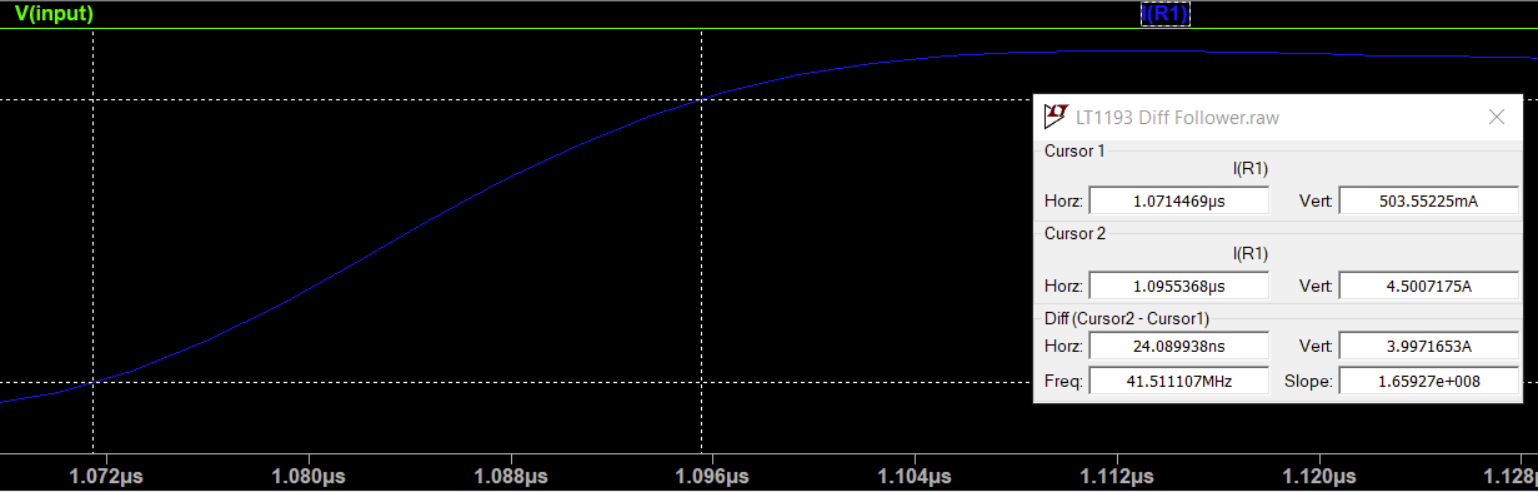 V(input) I(R1)
LT1193 Diff Follower.raw
Cursor 1
I(R1)
Horz: 1.0714469µs Vert: 503.55225mA
Cursor 2
I(R1)
Horz: 1.0955368µs Vert: 4.5007175A
Diff (Cursor2 - Cursor1)
Horz: 24.089938ns Vert: 3.9971653A
Freq: 41.511107MHz Slope: 1.65927e+008
1.072µs 1.080µs 1.088µs 1.096µs 1.104µs 1.112µs 1.120µs 1.128µ